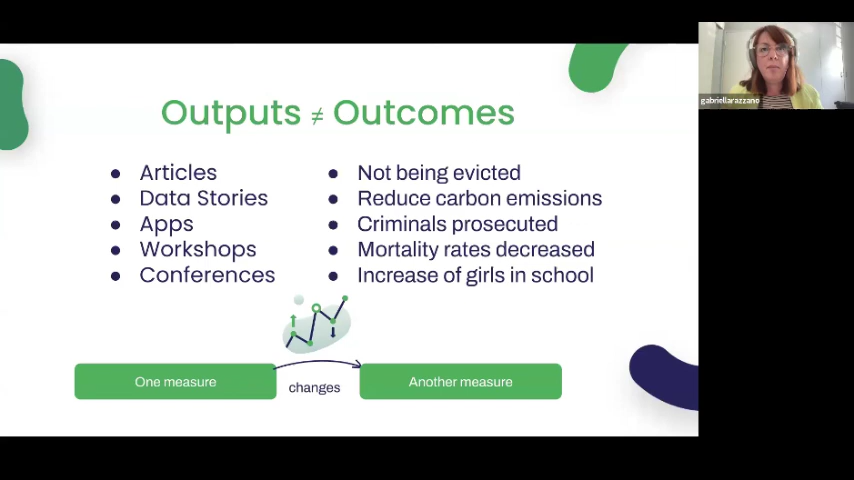 gabriellarazzano
Outputs ≠ Outcomes
Articles
Data Stories
Apps
Workshops
Conferences
Not being evicted
Reduce carbon emissions
Criminals prosecuted
Mortality rates decreased
Increase of girls in school
One measure
changes
Another measure